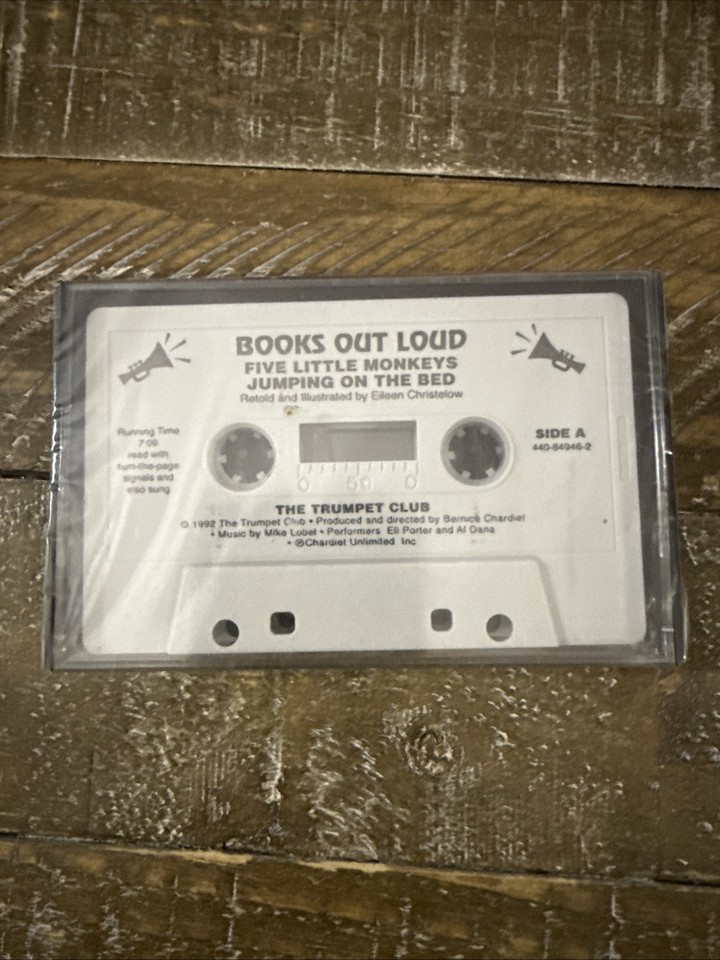 BOOKS OUT LOUD
FIVE LITTLE MONKEYS
JUMPING ON THE BED
Retold and Illustrated by Eileen Christelow
Running Time
7:06
read with
turn-the-page
signals and
also sung
SIDE A
440-84946-2
0 50 0
THE TRUMPET CLUB
© 1992 The Trumpet Club • Produced and directed by Bernice Chardiet
• Music by Mike Lobel • Performers Eli Porter and Al Dana
• ℗Chardiet Unlimited Inc